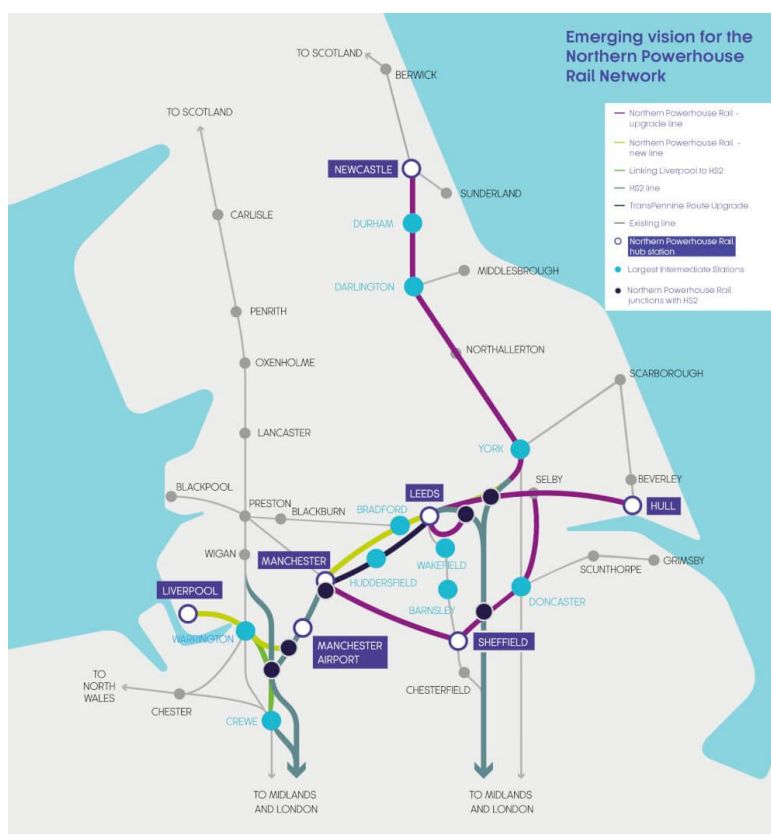 Emerging vision for the
Northern Powerhouse
Rail Network
Northern Powerhouse Rail -
upgrade line
Northern Powerhouse Rail -
new line
Linking Liverpool to HS2
HS2 line
TransPennine Route Upgrade
Existing line
Northern Powerhouse Rail
hub station
Largest Intermediate Stations
Northern Powerhouse Rail
junctions with HS2
TO SCOTLAND
BERWICK
TO SCOTLAND
NEWCASTLE
SUNDERLAND
CARLISLE
DURHAM
MIDDLESBROUGH
DARLINGTON
PENRITH
NORTHALLERTON
OXENHOLME
SCARBOROUGH
LANCASTER
YORK
SELBY
BEVERLEY
BLACKPOOL
LEEDS
HULL
PRESTON
BLACKBURN
BRADFORD
WIGAN
MANCHESTER
HUDDERSFIELD
WAKEFIELD
SCUNTHORPE
GRIMSBY
LIVERPOOL
BARNSLEY
DONCASTER
WARRINGTON
MANCHESTER
AIRPORT
SHEFFIELD
TO
NORTH
WALES
CHESTER
CHESTERFIELD
CREWE
TO MIDLANDS
AND LONDON
TO MIDLANDS
AND LONDON